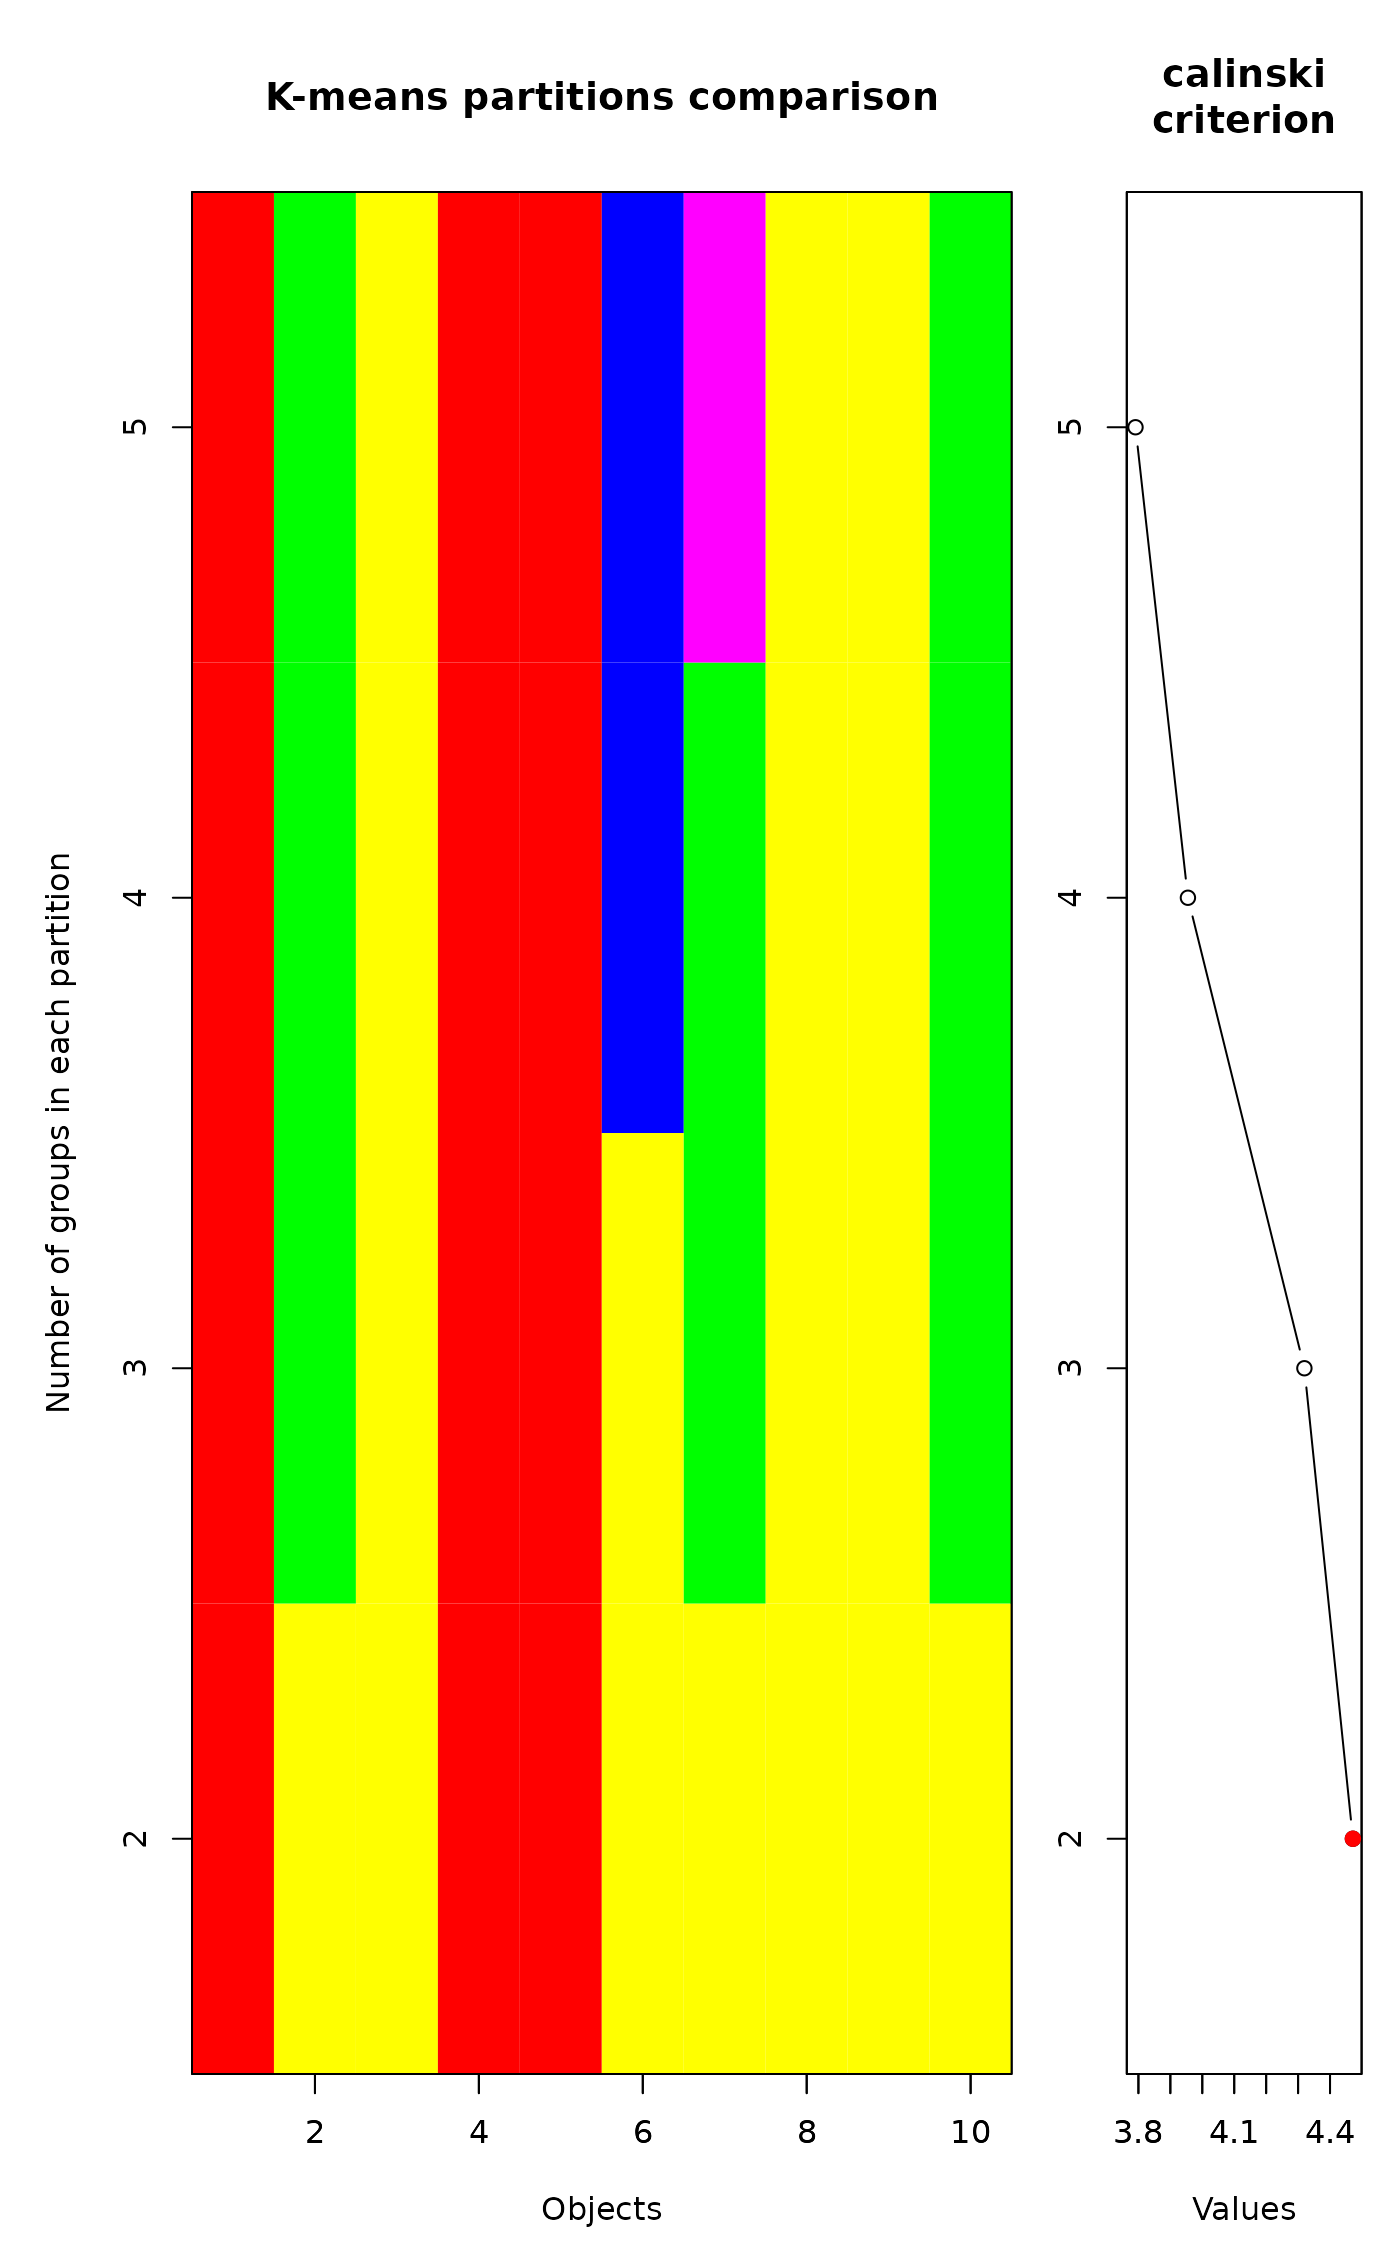 K-means partitions comparison
calinski
criterion
Number of groups in each partition
5
4
3
2
2 4 6 8 10
Objects
5
4
3
2
3.8 4.1 4.4
Values